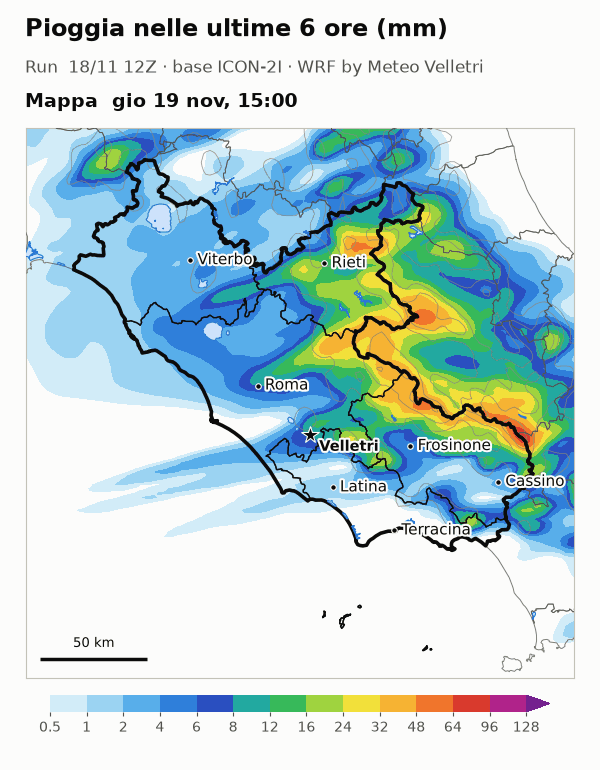 Pioggia nelle ultime 6 ore (mm)
Run  18/11 12Z · base ICON-2I · WRF by Meteo Velletri
Mappa  gio 19 nov, 15:00
Viterbo
Rieti
Roma
Velletri
Frosinone
Latina
Cassino
Terracina
50 km
0.5 1 2 4 6 8 12 16 24 32 48 64 96 128